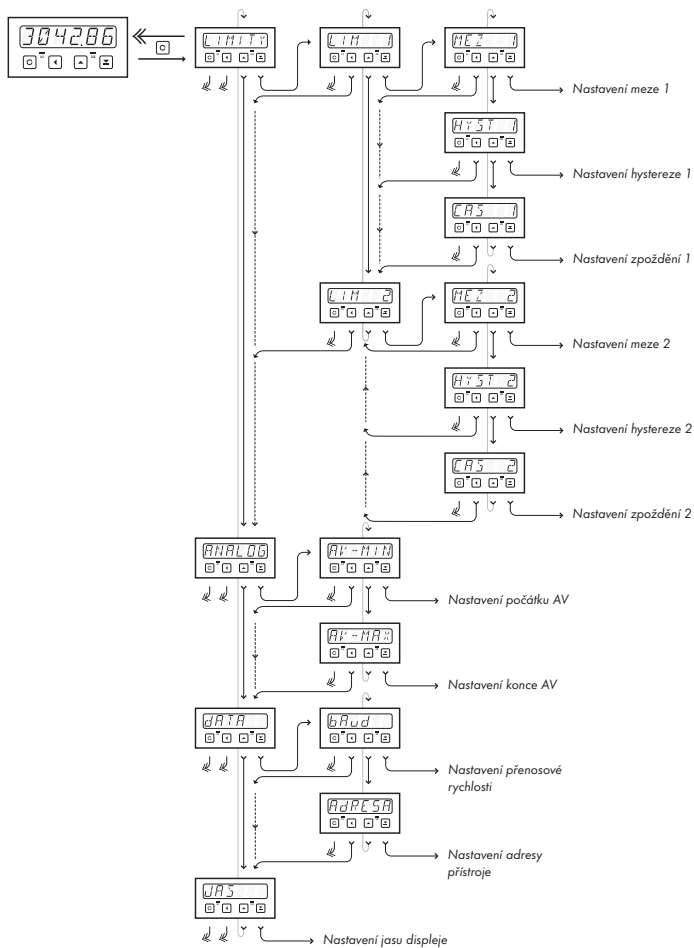 3042.86
LIMITY
LIM 1
MEZ 1
Nastavení meze 1
HYST 1
Nastavení hystereze 1
CAS 1
Nastavení zpoždění 1
LIM 2
MEZ 2
Nastavení meze 2
HYST 2
Nastavení hystereze 2
CAS 2
Nastavení zpoždění 2
ANALOG
AV-MIN
Nastavení počátku AV
AV-MAX
Nastavení konce AV
dATA
bAud
Nastavení přenosové
rychlosti
AdRESA
Nastavení adresy
přístroje
JAS
Nastavení jasu displeje